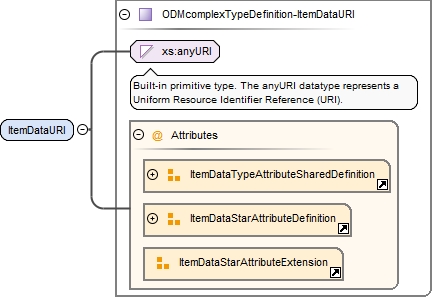 ODMcomplexTypeDefinition-ItemDataURI
xs:anyURI
Built-in primitive type. The anyURI datatype represents a
Uniform Resource Identifier Reference (URI).
ItemDataURI
@ Attributes
ItemDataTypeAttributeSharedDefinition
ItemDataStarAttributeDefinition
ItemDataStarAttributeExtension